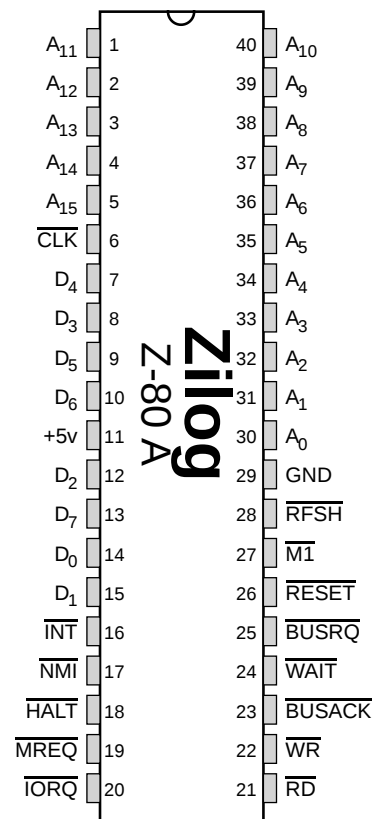 A11 1 40 A10
A12 2 39 A9
A13 3 38 A8
A14 4 37 A7
A15 5 36 A6
CLK 6 35 A5
D4 7 34 A4
D3 8 33 A3
D5 9 32 A2
D6 10 31 A1
+5v 11 30 A0
D2 12 29 GND
D7 13 28 RFSH
D0 14 27 M1
D1 15 26 RESET
INT 16 25 BUSRQ
NMI 17 24 WAIT
HALT 18 23 BUSACK
MREQ 19 22 WR
IORQ 20 21 RD
Zilog
Z-80 A